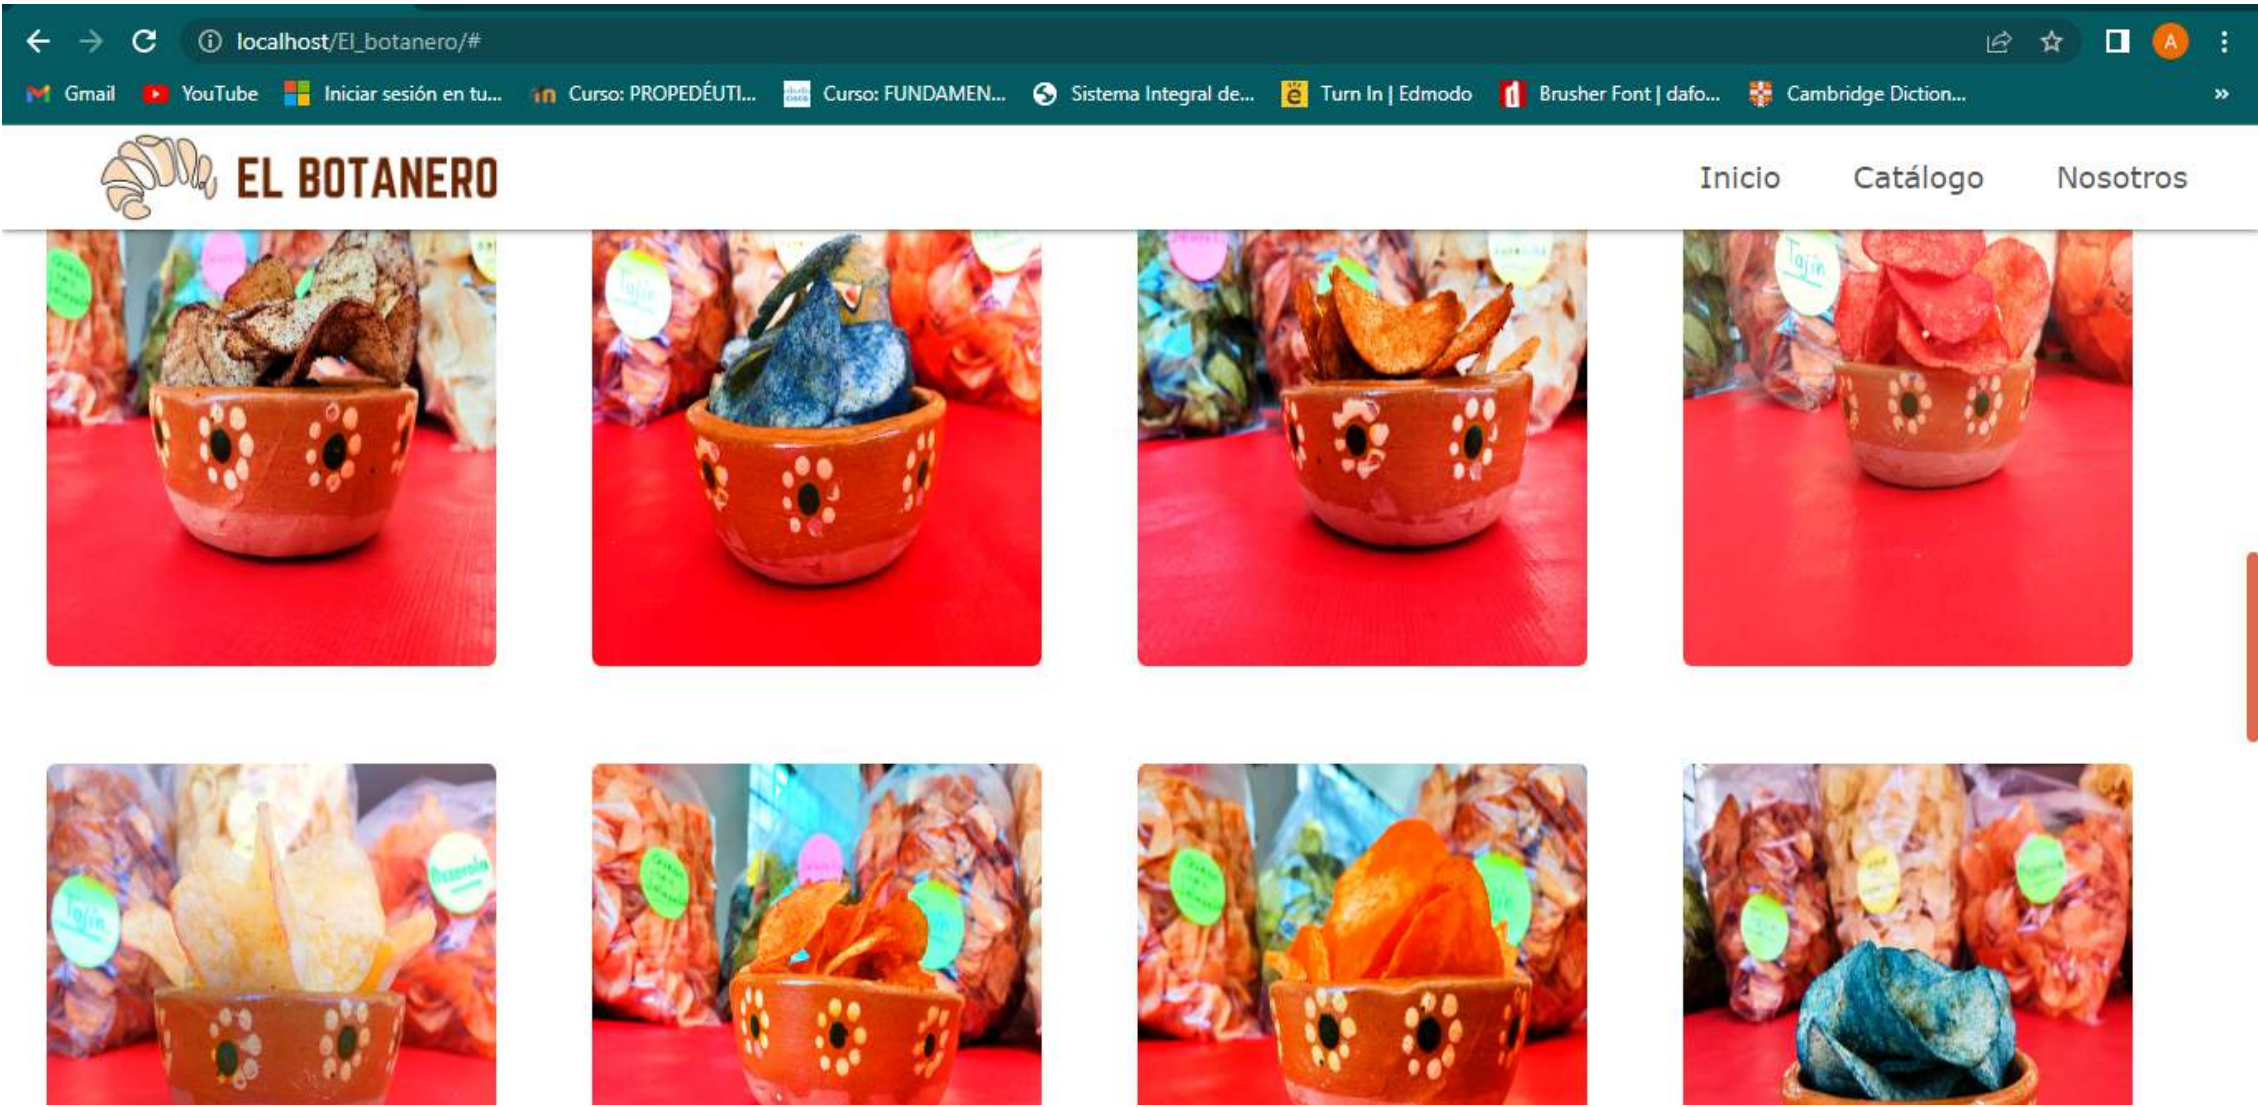 localhost/El_botanero/#
A
Gmail
YouTube
Iniciar sesión en tu...
Curso: PROPEDÉUTI...
Curso: FUNDAMEN...
Sistema Integral de...
Turn In | Edmodo
Brusher Font | dafo...
Cambridge Diction...
»
EL BOTANERO
Inicio
Catálogo
Nosotros
Tajín
Tajín
Tajín